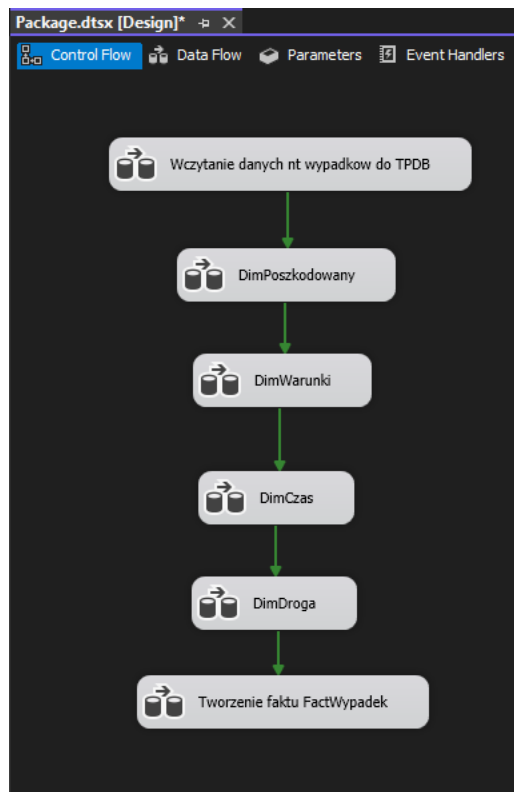 Package.dtsx [Design]*
Control Flow Data Flow Parameters Event Handlers
Wczytanie danych nt wypadkow do TPDB
DimPoszkodowany
DimWarunki
DimCzas
DimDroga
Tworzenie faktu FactWypadek